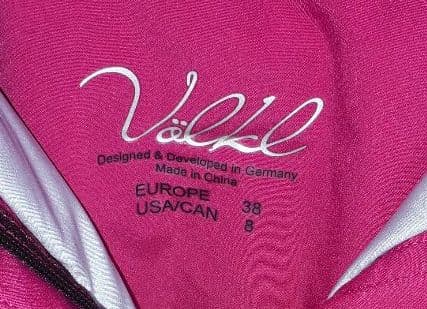 Völkl
Designed & Developed in Germany
Made in China
EUROPE 38
USA/CAN 8